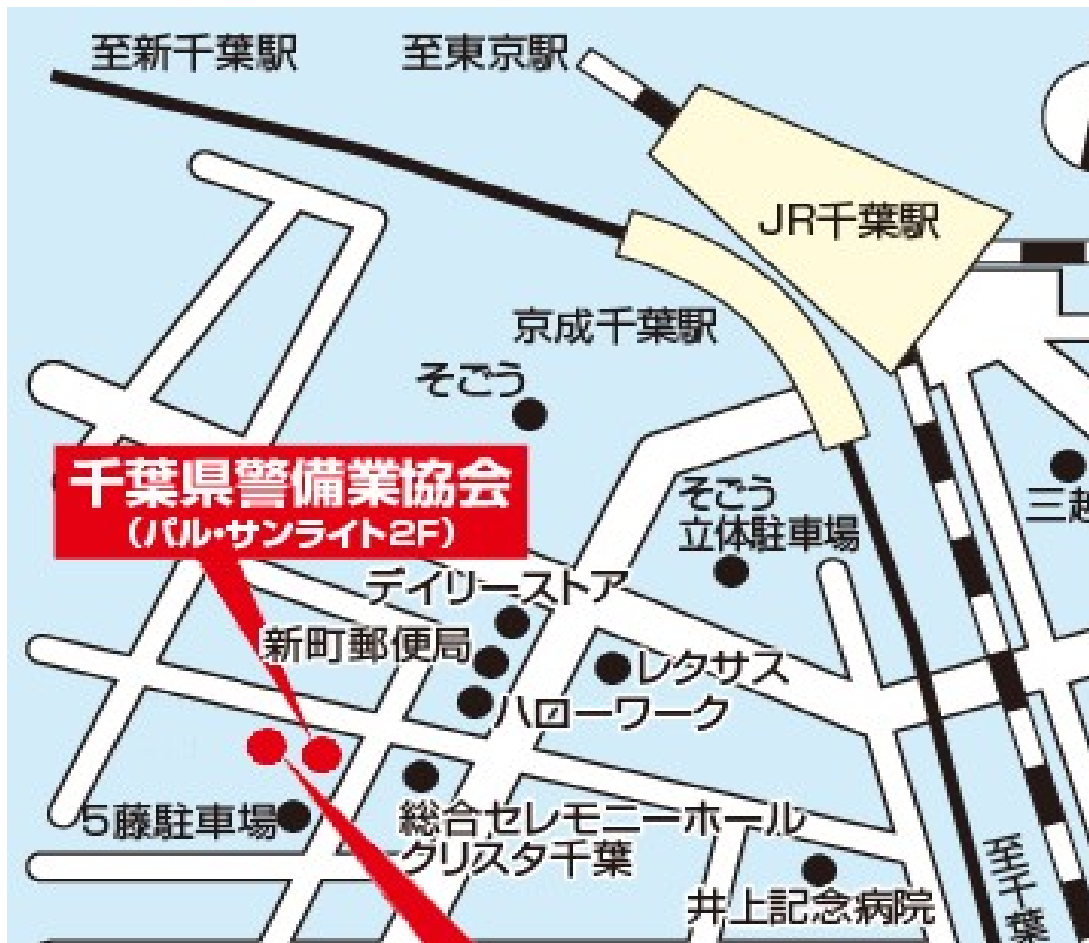 至新千葉駅
至東京駅
JR千葉駅
京成千葉駅
そごう
千葉県警備業協会
(パル・サンライト2F)
そごう
立体駐車場
三越
デイリーストア
新町郵便局
レクサス
ハローワーク
5藤駐車場
総合セレモニーホール
クリスタ千葉
井上記念病院
至千葉